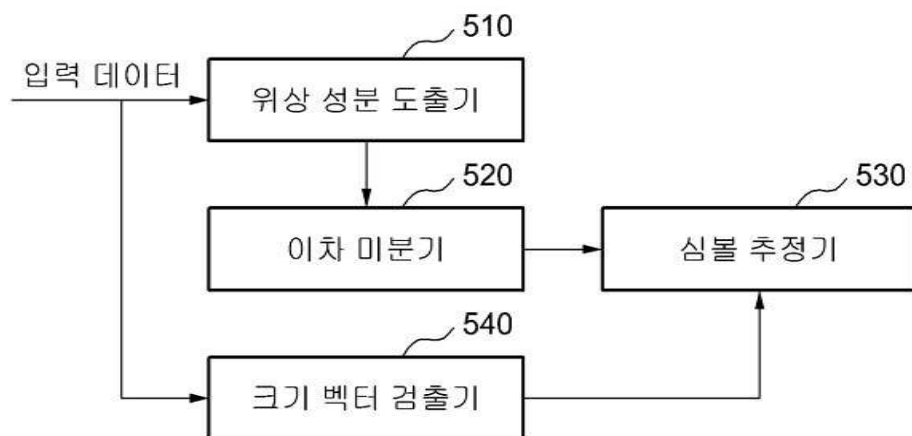 510
입력 데이터
위상 성분 도출기
520
530
이차 미분기
심볼 추정기
540
크기 벡터 검출기